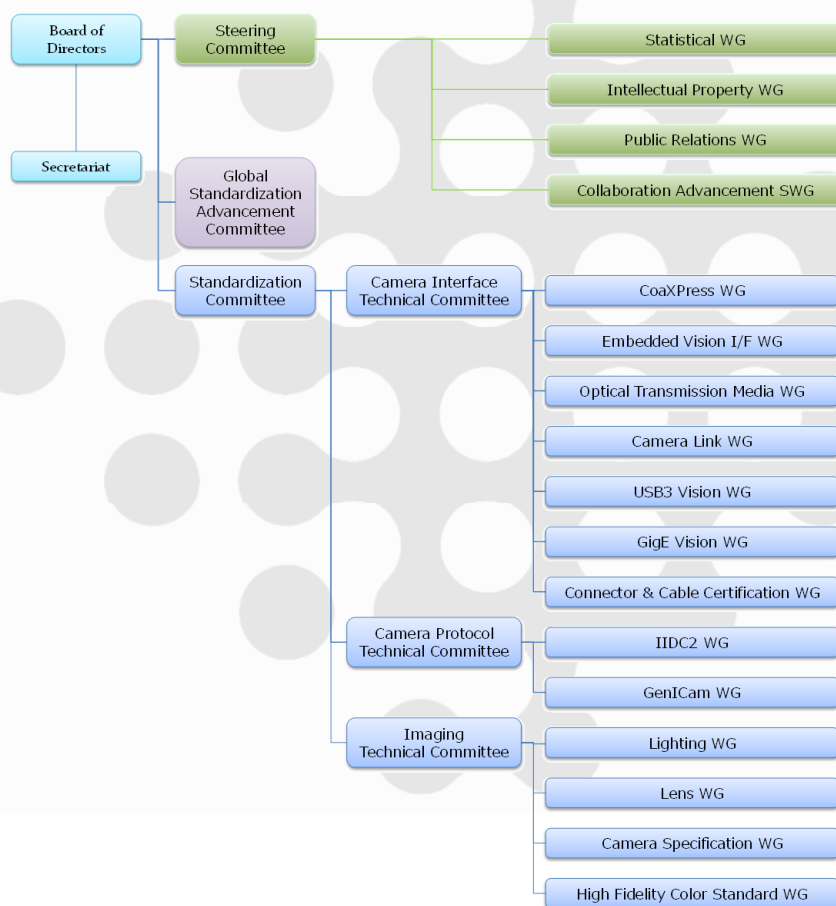 Board of
Directors
Steering
Committee
Statistical WG
Intellectual Property WG
Public Relations WG
Collaboration Advancement SWG
Secretariat
Global
Standardization
Advancement
Committee
Standardization
Committee
Camera Interface
Technical Committee
CoaXPress WG
Embedded Vision I/F WG
Optical Transmission Media WG
Camera Link WG
USB3 Vision WG
GigE Vision WG
Connector & Cable Certification WG
Camera Protocol
Technical Committee
IIDC2 WG
GenICam WG
Imaging
Technical Committee
Lighting WG
Lens WG
Camera Specification WG
High Fidelity Color Standard WG